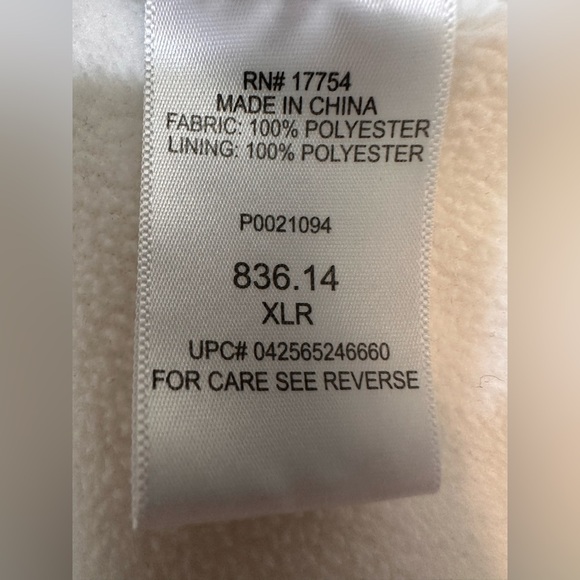 RN# 17754
MADE IN CHINA
FABRIC: 100% POLYESTER
LINING: 100% POLYESTER
P0021094
836.14
XLR
UPC# 042565246660
FOR CARE SEE REVERSE